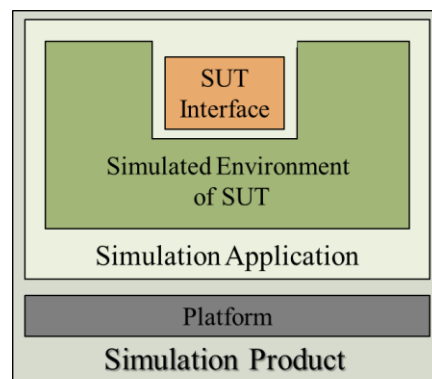 SUT
Interface
Simulated Environment
of SUT
Simulation Application
Platform
Simulation Product